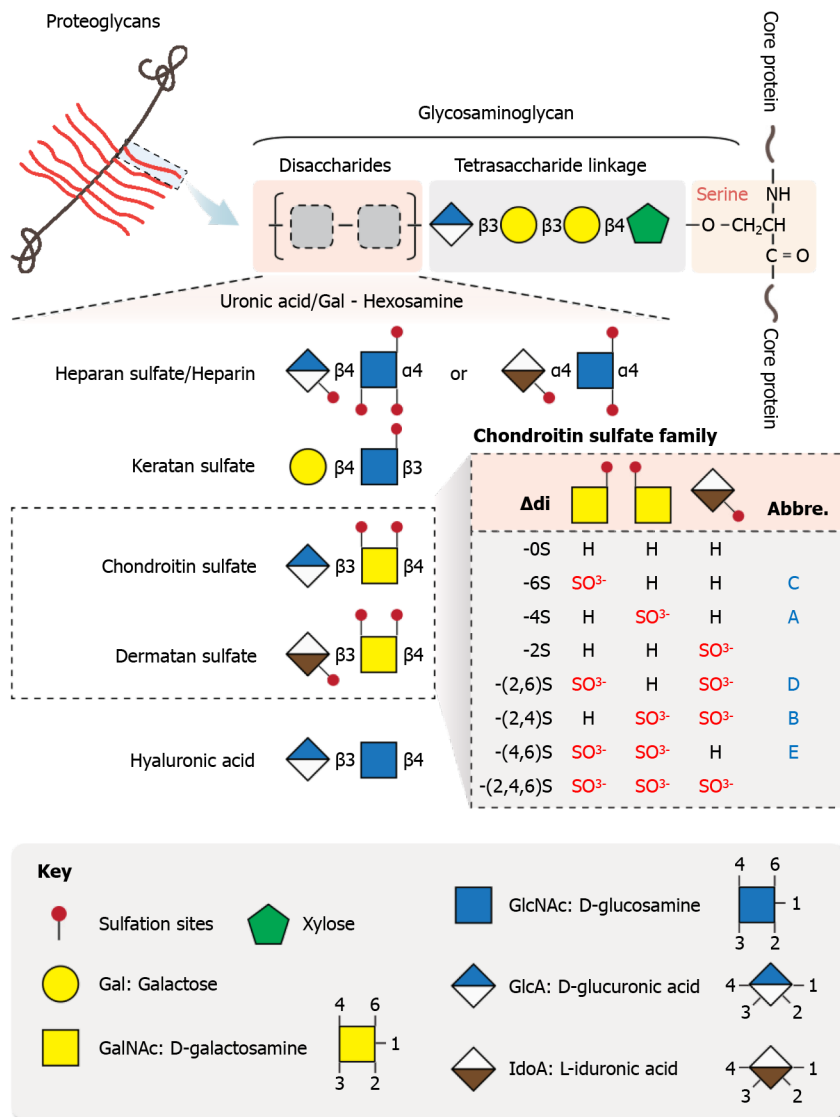 Proteoglycans
Core protein
Glycosaminoglycan
Disaccharides
Tetrasaccharide linkage
Serine
NH
β3 β3 β4
O CH₂CH
C = O
Core protein
Uronic acid/Gal - Hexosamine
Heparan sulfate/Heparin β4 α4 or α4 α4
Keratan sulfate β4 β3
Chondroitin sulfate β3 β4
Dermatan sulfate β3 β4
Hyaluronic acid β3 β4
Chondroitin sulfate family
Δdi Abbre.
-0S H H H
-6S SO³⁻ H H C
-4S H SO³⁻ H A
-2S H H SO³⁻
-(2,6)S SO³⁻ H SO³⁻ D
-(2,4)S H SO³⁻ SO³⁻ B
-(4,6)S SO³⁻ SO³⁻ H E
-(2,4,6)S SO³⁻ SO³⁻ SO³⁻
Key
Sulfation sites
Xylose
Gal: Galactose
GalNAc: D-galactosamine
4 6
1
3 2
GlcNAc: D-glucosamine
4 6
1
3 2
GlcA: D-glucuronic acid
4 1
3 2
IdoA: L-iduronic acid
4 1
3 2